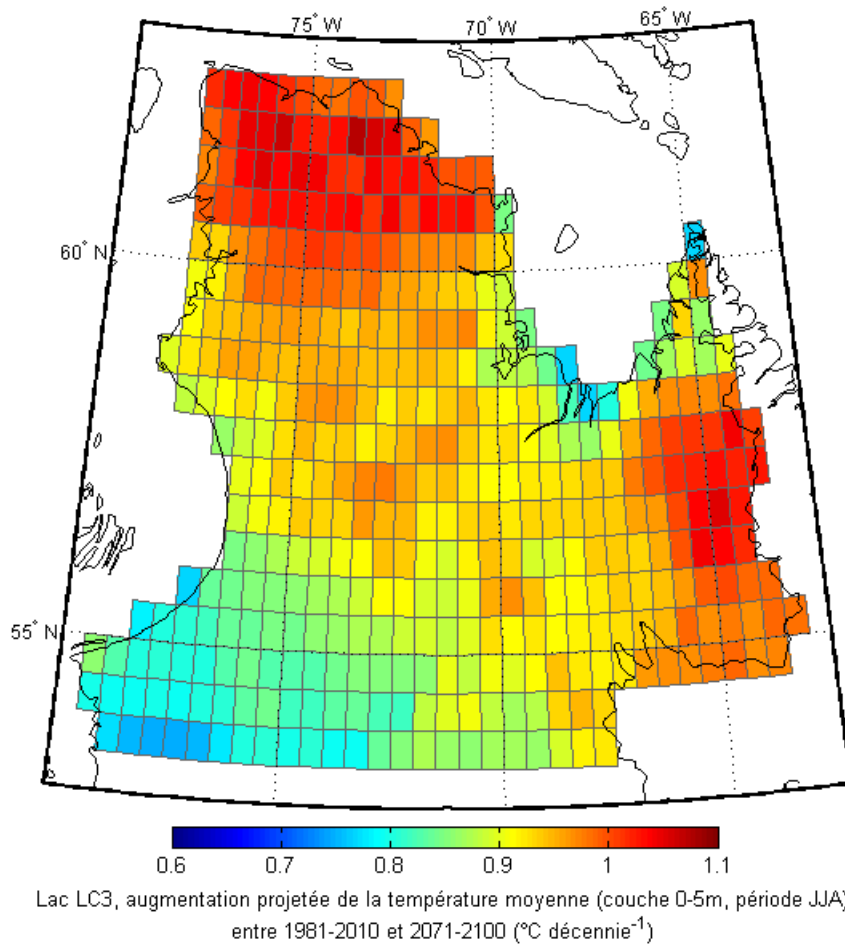 75° W
70° W
65° W
60° N
55° N
0.6 0.7 0.8 0.9 1 1.1
Lac LC3, augmentation projetée de la température moyenne (couche 0-5m, période JJA)
entre 1981-2010 et 2071-2100 (°C décennie⁻¹)